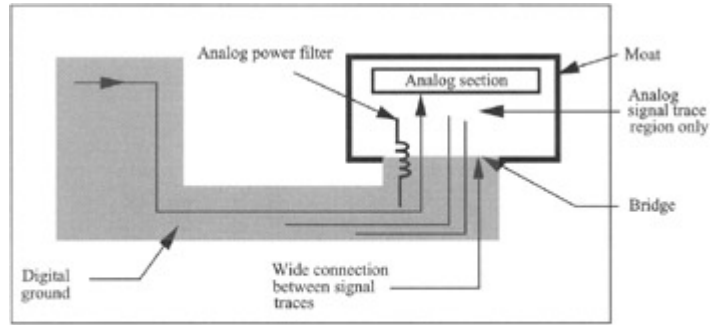 Analog power filter
Moat
Analog section
Analog
signal trace
region only
Bridge
Digital
ground
Wide connection
between signal
traces